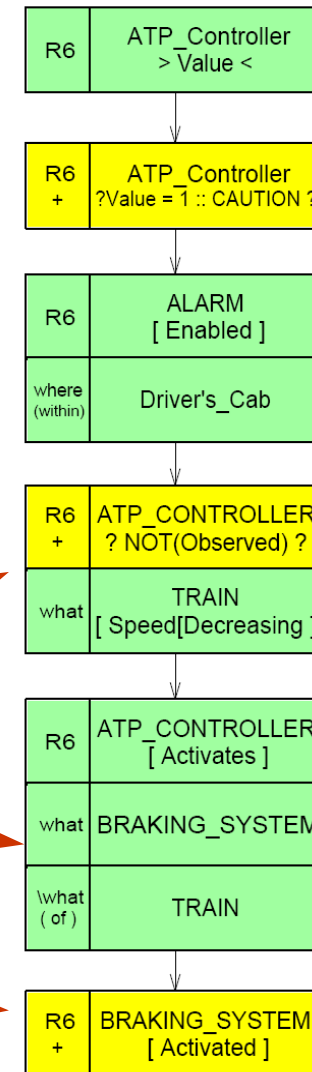 R6
ATP_Controller
> Value <
R6
+
ATP_Controller
?Value = 1 :: CAUTION ?
R6
ALARM
[ Enabled ]
where
(within)
Driver's_Cab
R6
+
ATP_CONTROLLER
? NOT(Observed) ?
what
TRAIN
[ Speed[Decreasing ]
R6
ATP_CONTROLLER
[ Activates ]
what
BRAKING_SYSTEM
\what
( of )
TRAIN
R6
+
BRAKING_SYSTEM
[ Activated ]